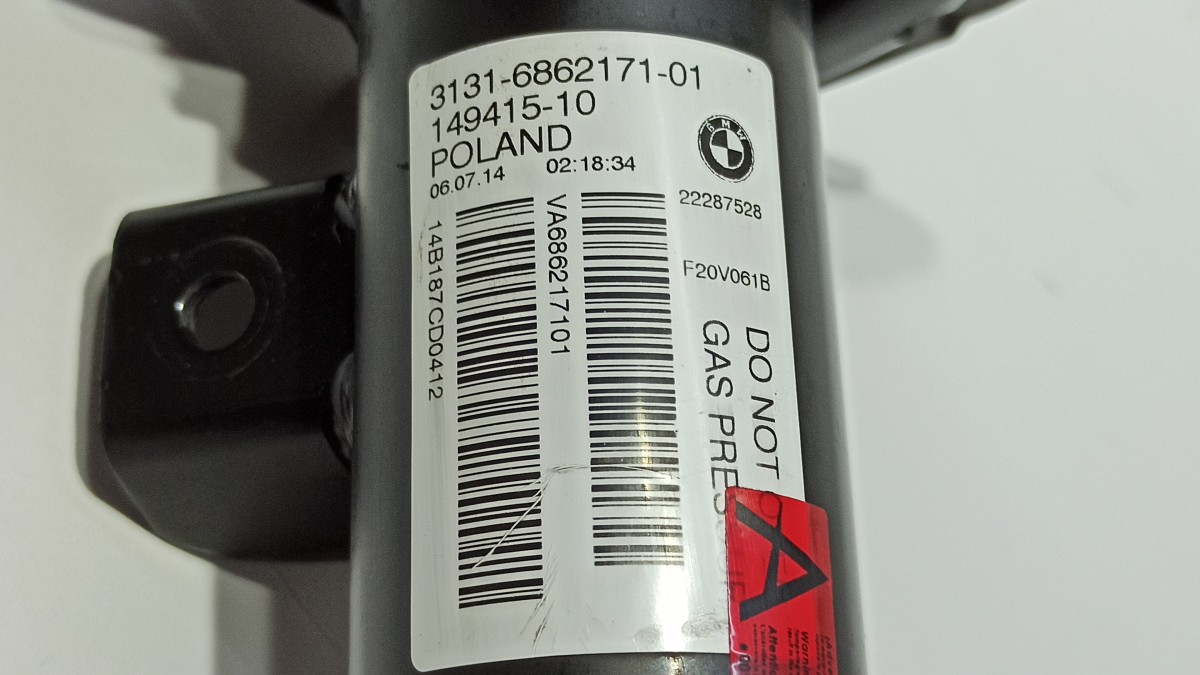 3131-6862171-01
149415-10
POLAND
06.07.14 02:18:34
BMW
22287528
F20V061B
14B187CD0412
VA686217101
DO NOT
GAS PRES
A